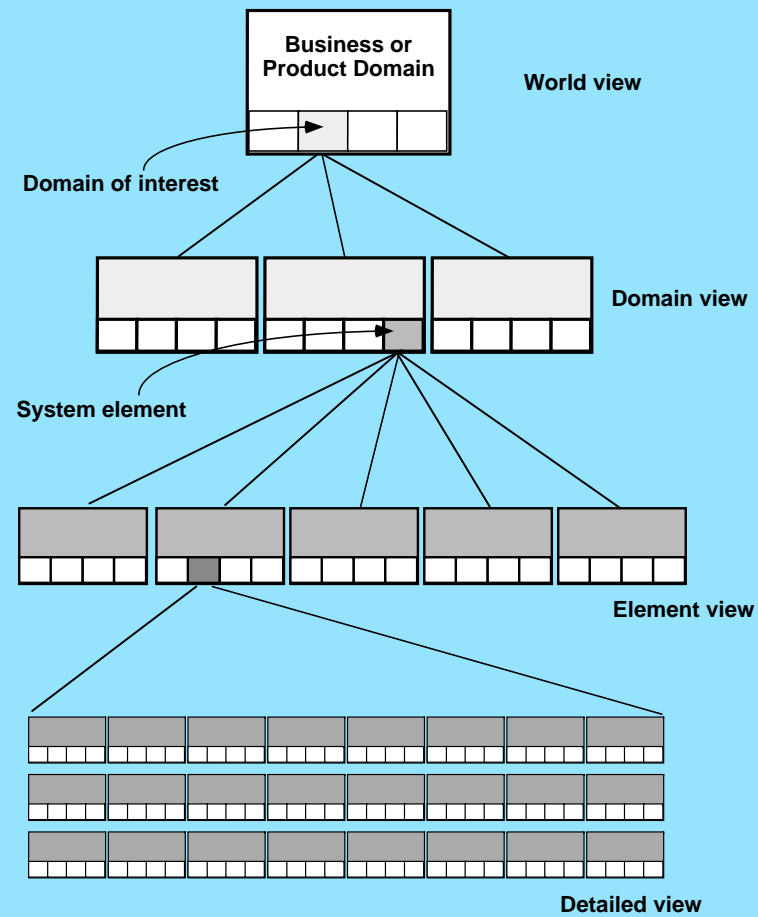 Business or
Product Domain
World view
Domain of interest
Domain view
System element
Element view
Detailed view